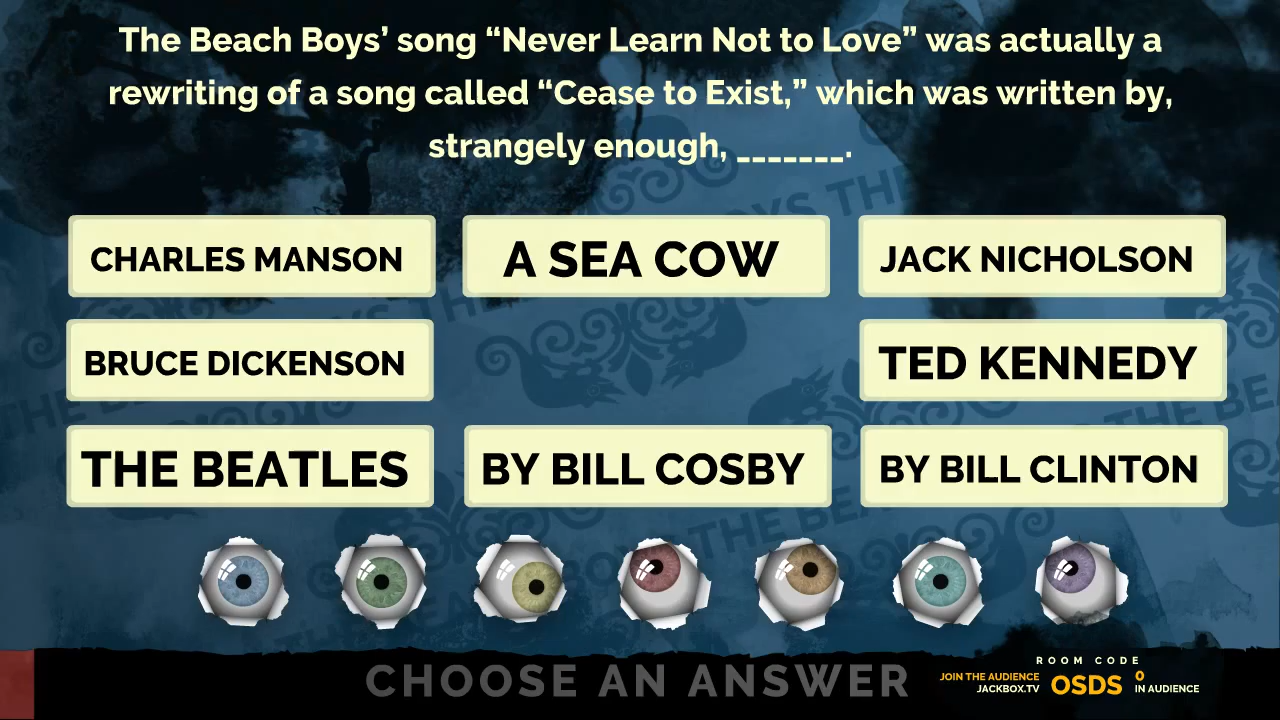 The Beach Boys’ song “Never Learn Not to Love” was actually a
rewriting of a song called “Cease to Exist,” which was written by,
strangely enough, _______.
CHARLES MANSON
A SEA COW
JACK NICHOLSON
BRUCE DICKENSON
TED KENNEDY
THE BEATLES
BY BILL COSBY
BY BILL CLINTON
CHOOSE AN ANSWER
ROOM CODE
JOIN THE AUDIENCE
JACKBOX.TV
OSDS
0
IN AUDIENCE